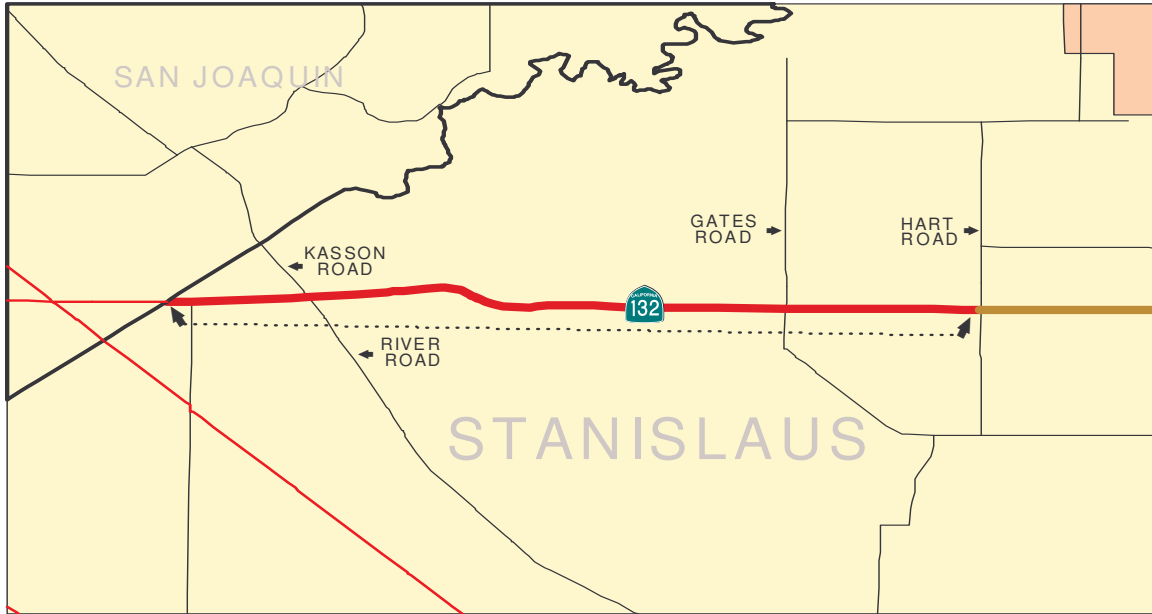 SAN JOAQUIN
GATES
ROAD
HART
ROAD
KASSON
ROAD
CALIFORNIA
132
RIVER
ROAD
STANISLAUS